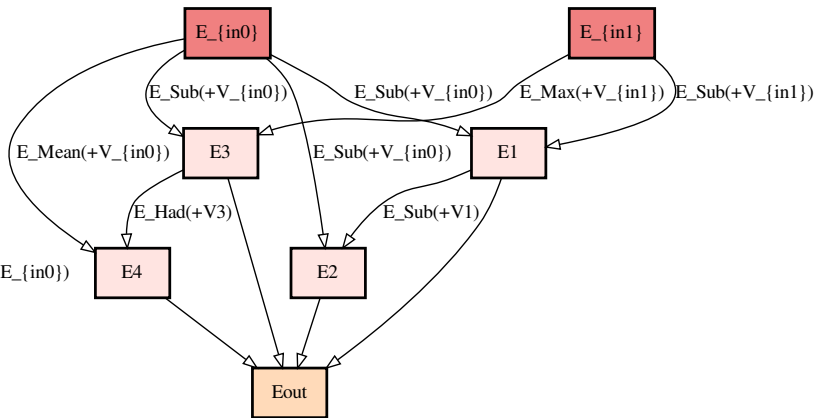 E_{in0} E_{in1}
E_Sub(+V_{in0}) E_Sub(+V_{in0}) E_Max(+V_{in1}) E_Sub(+V_{in1})
E_Mean(+V_{in0}) E3 E_Sub(+V_{in0}) E1
E_Had(+V3) E_Sub(+V1)
E_{in0}) E4 E2
Eout